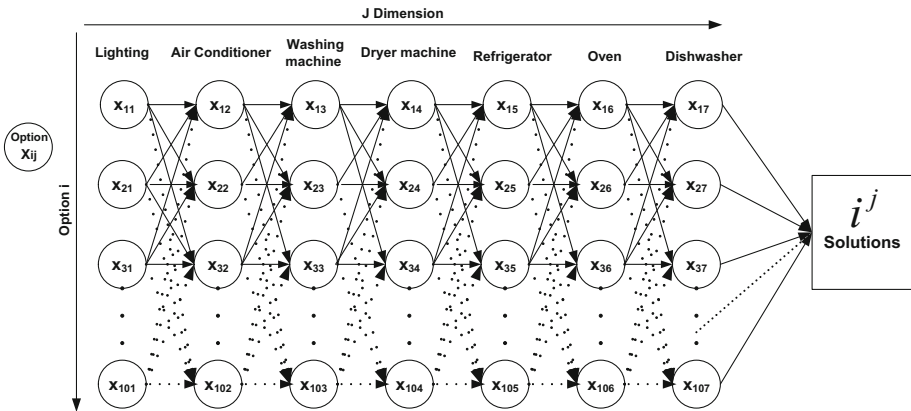 J Dimension
Lighting Air Conditioner Washing machine Dryer machine Refrigerator Oven Dishwasher
Option i
Option Xij
x11 x12 x13 x14 x15 x16 x17
x21 x22 x23 x24 x25 x26 x27
x31 x32 x33 x34 x35 x36 x37
x101 x102 x103 x104 x105 x106 x107
i^j
Solutions